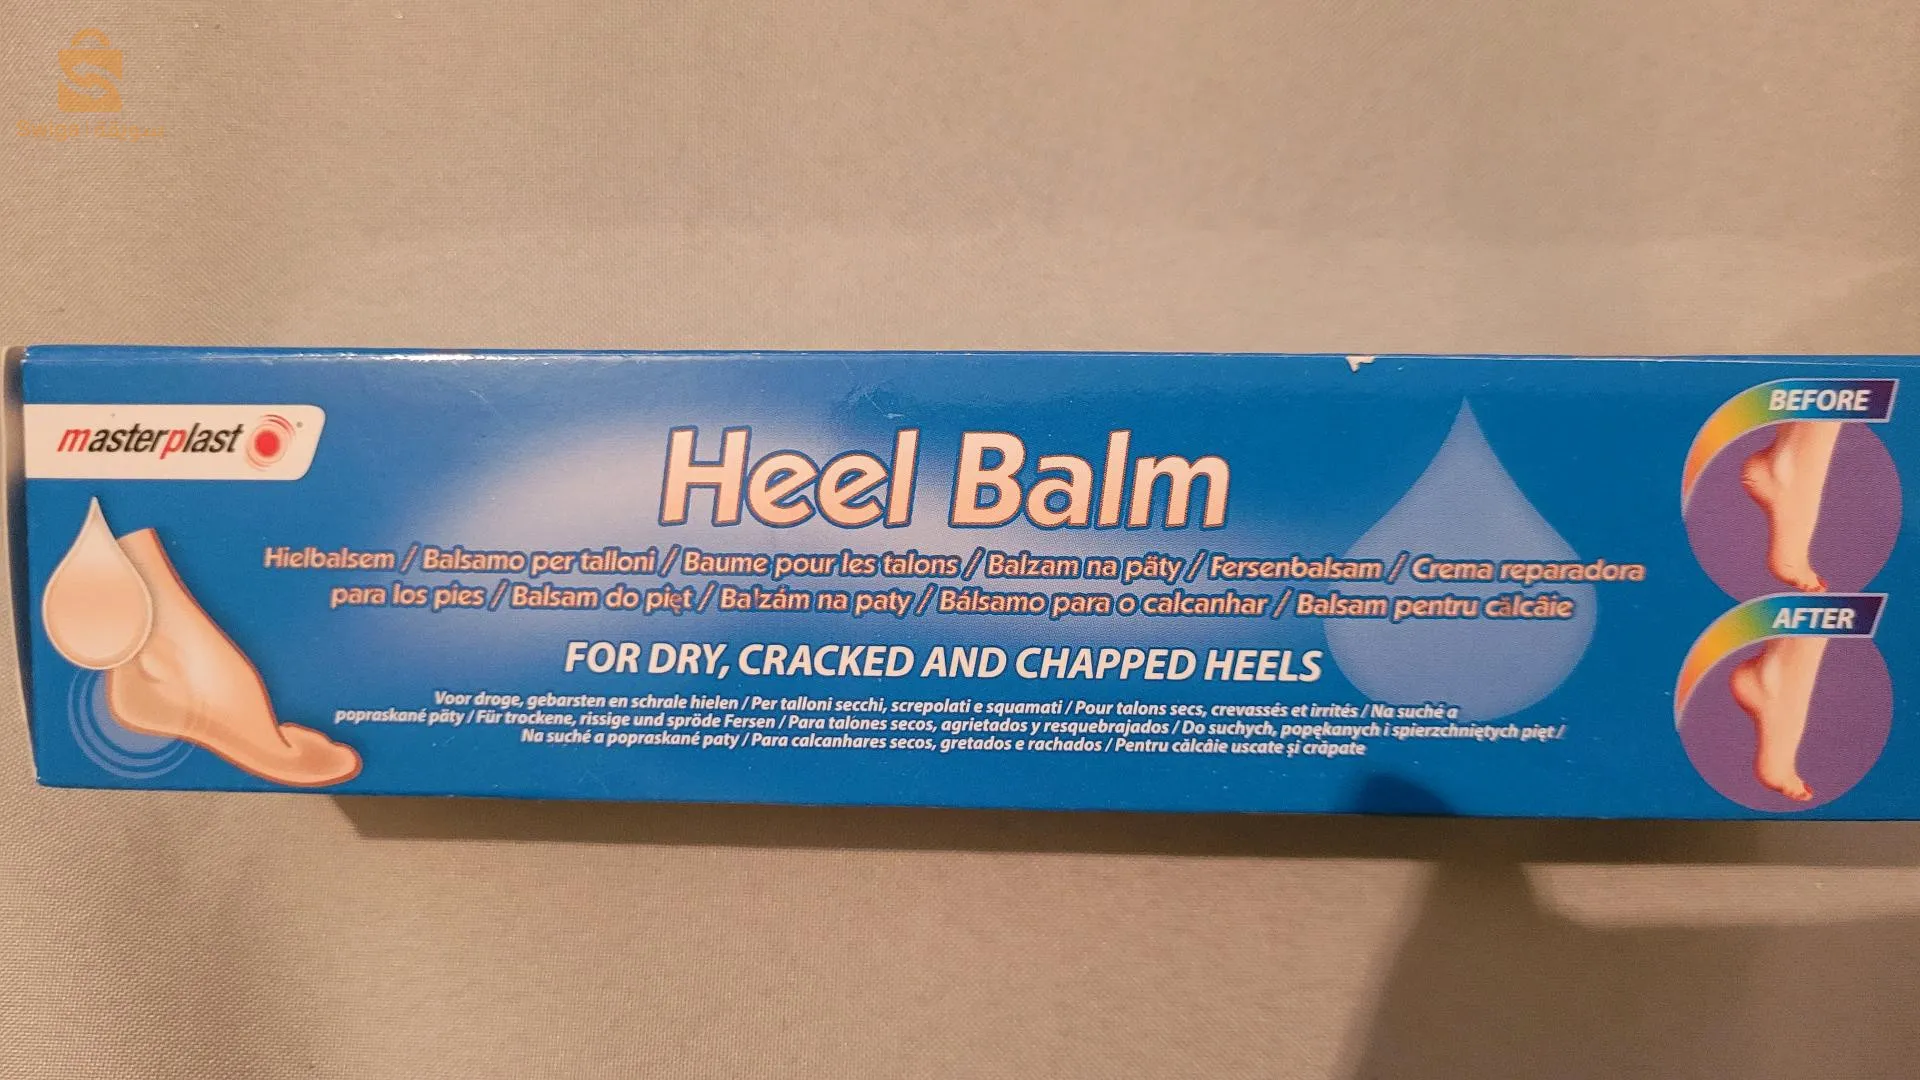 masterplast
Heel Balm
Hielbalsem / Balsamo per talloni / Baume pour les talons / Balzam na päty / Fersenbalsam / Crema reparadora
para los pies / Balsam do pięt / Balzám na paty / Bálsamo para o calcanhar / Balsam pentru călcâie
FOR DRY, CRACKED AND CHAPPED HEELS
Voor droge, gebarsten en schrale hielen / Per talloni secchi, screpolati e squamati / Pour talons secs, crevassés et irrités / Na suché a
popraskané päty / Für trockene, rissige und spröde Fersen / Para talones secos, agrietados y resquebrajados / Do suchych, popękanych i spierzchniętych pięt /
Na suché a popraskané paty / Para calcanhares secos, gretados e rachados / Pentru călcâie uscate și crăpate
BEFORE
AFTER